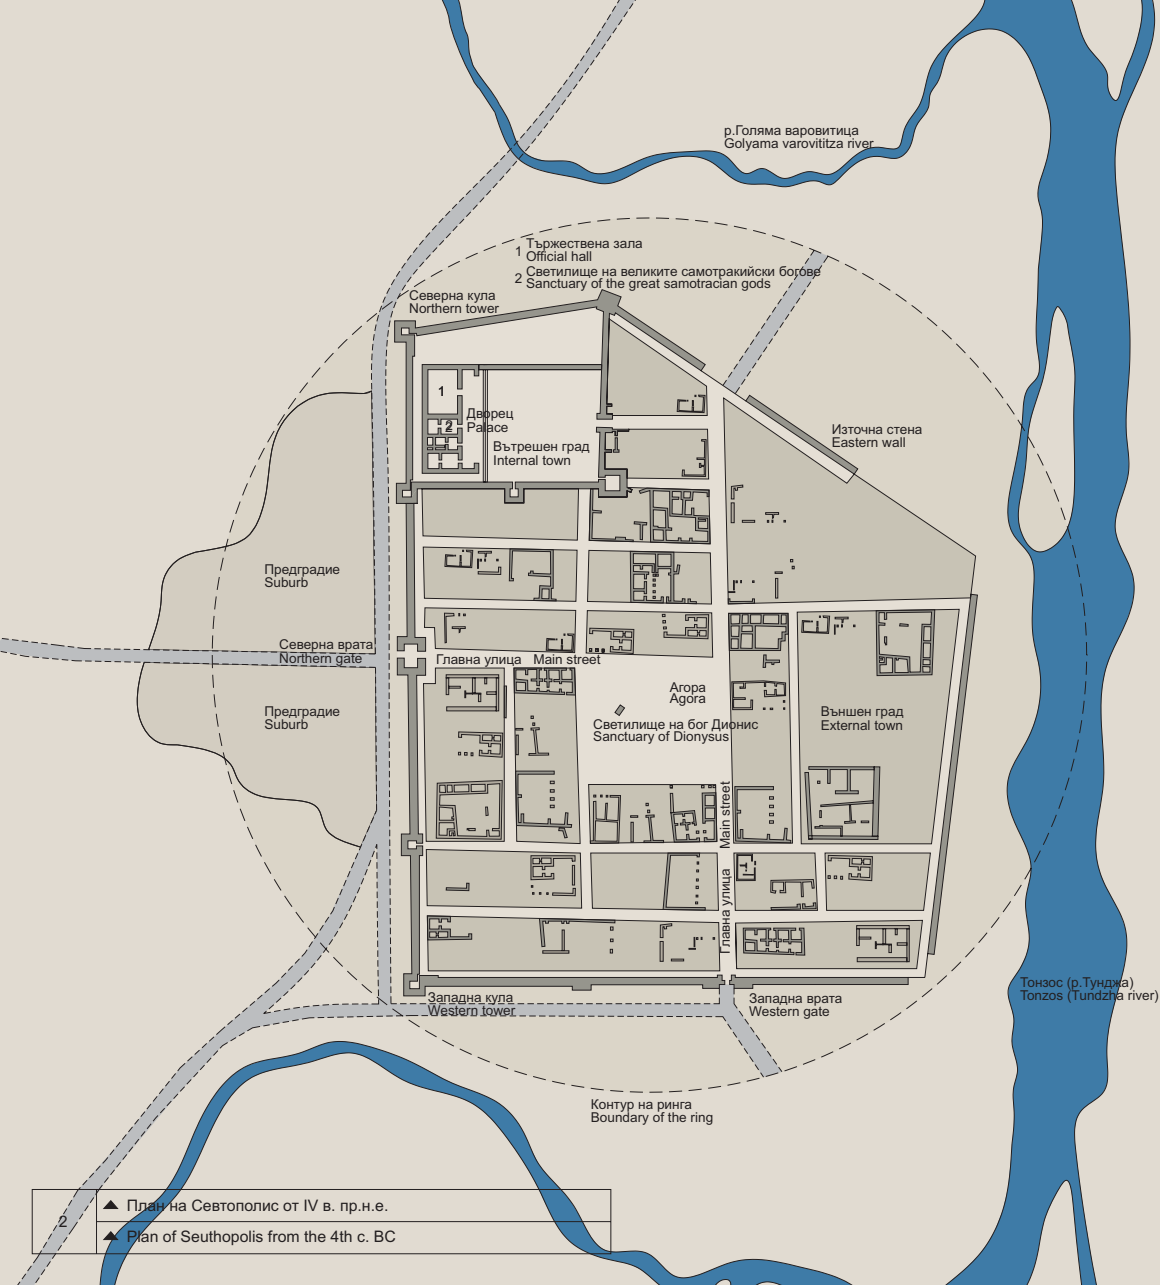 р.Голяма варовитица
Golyama varovititza river
1 Тържествена зала
Official hall
2 Светилище на великите самотракийски богове
Sanctuary of the great samotracian gods
Северна кула
Northern tower
1
2
Дворец
Palace
Вътрешен град
Internal town
Източна стена
Eastern wall
Предградие
Suburb
Северна врата
Northern gate
Главна улица Main street
Агора
Agora
Светилище на бог Дионис
Sanctuary of Dionysus
Външен град
External town
Предградие
Suburb
Main street
Главна улица
Тонзос (р.Тунджа)
Tonzos (Tundzha river)
Западна кула
Western tower
Западна врата
Western gate
Контур на ринга
Boundary of the ring
2
План на Севтополис от IV в. пр.н.е.
Plan of Seuthopolis from the 4th c. BC